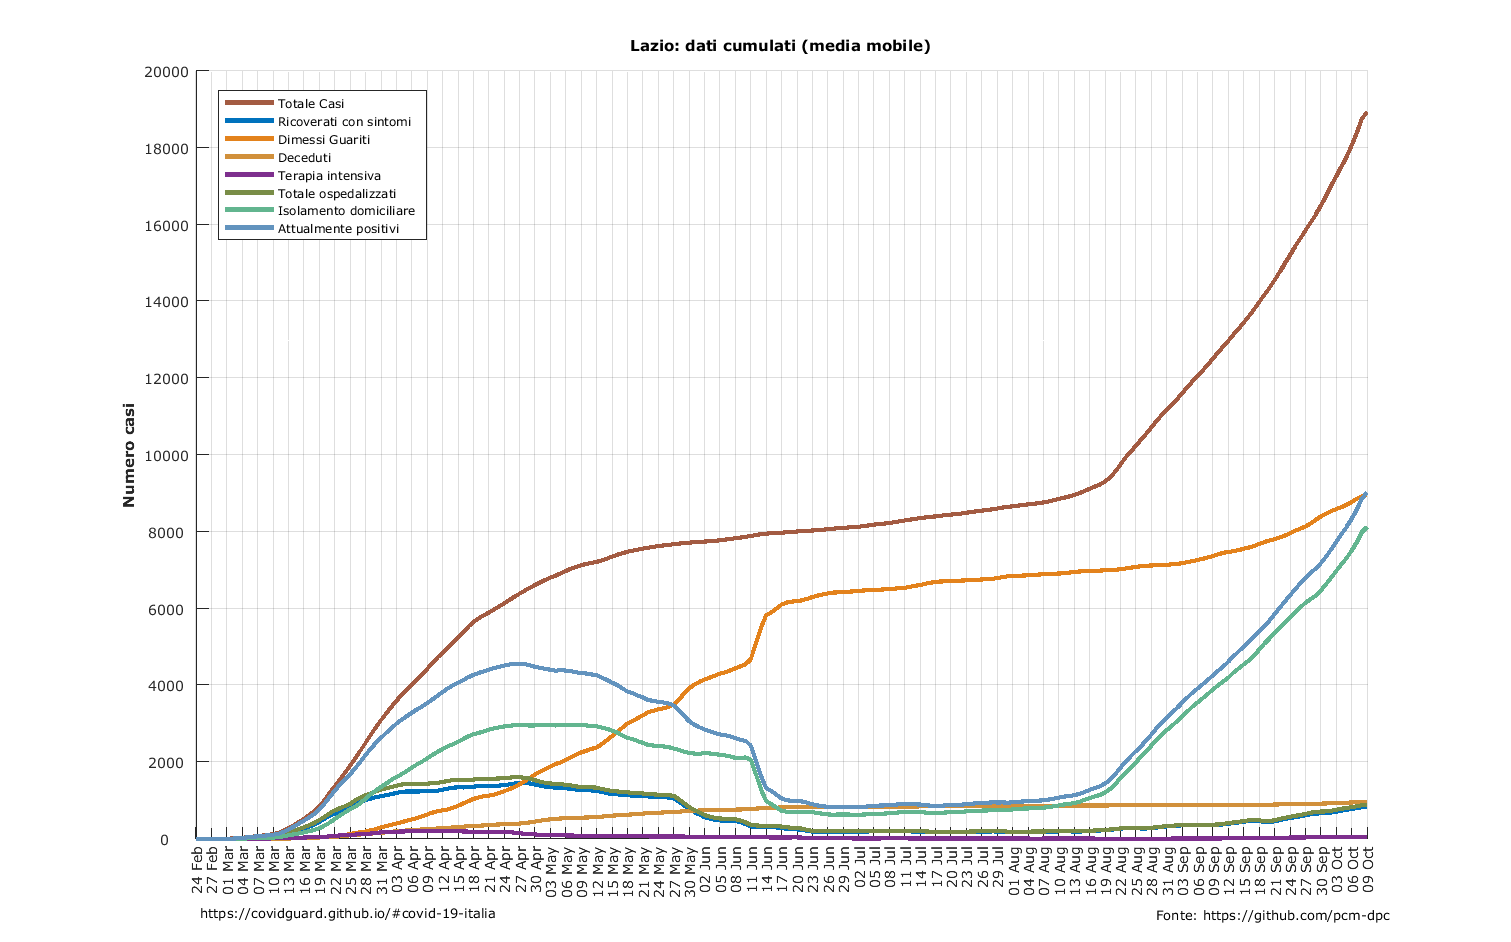 Lazio: dati cumulati (media mobile)
Numero casi
20000
18000
16000
14000
12000
10000
8000
6000
4000
2000
0
Totale Casi
Ricoverati con sintomi
Dimessi Guariti
Deceduti
Terapia intensiva
Totale ospedalizzati
Isolamento domiciliare
Attualmente positivi
24 Feb
27 Feb
01 Mar
04 Mar
07 Mar
10 Mar
13 Mar
16 Mar
19 Mar
22 Mar
25 Mar
28 Mar
31 Mar
03 Apr
06 Apr
09 Apr
12 Apr
15 Apr
18 Apr
21 Apr
24 Apr
27 Apr
30 Apr
03 May
06 May
09 May
12 May
15 May
18 May
21 May
24 May
27 May
30 May
02 Jun
05 Jun
08 Jun
11 Jun
14 Jun
17 Jun
20 Jun
23 Jun
26 Jun
29 Jun
02 Jul
05 Jul
08 Jul
11 Jul
14 Jul
17 Jul
20 Jul
23 Jul
26 Jul
29 Jul
01 Aug
04 Aug
07 Aug
10 Aug
13 Aug
16 Aug
19 Aug
22 Aug
25 Aug
28 Aug
31 Aug
03 Sep
06 Sep
09 Sep
12 Sep
15 Sep
18 Sep
21 Sep
24 Sep
27 Sep
30 Sep
03 Oct
06 Oct
09 Oct
https://covidguard.github.io/#covid-19-italia
Fonte: https://github.com/pcm-dpc